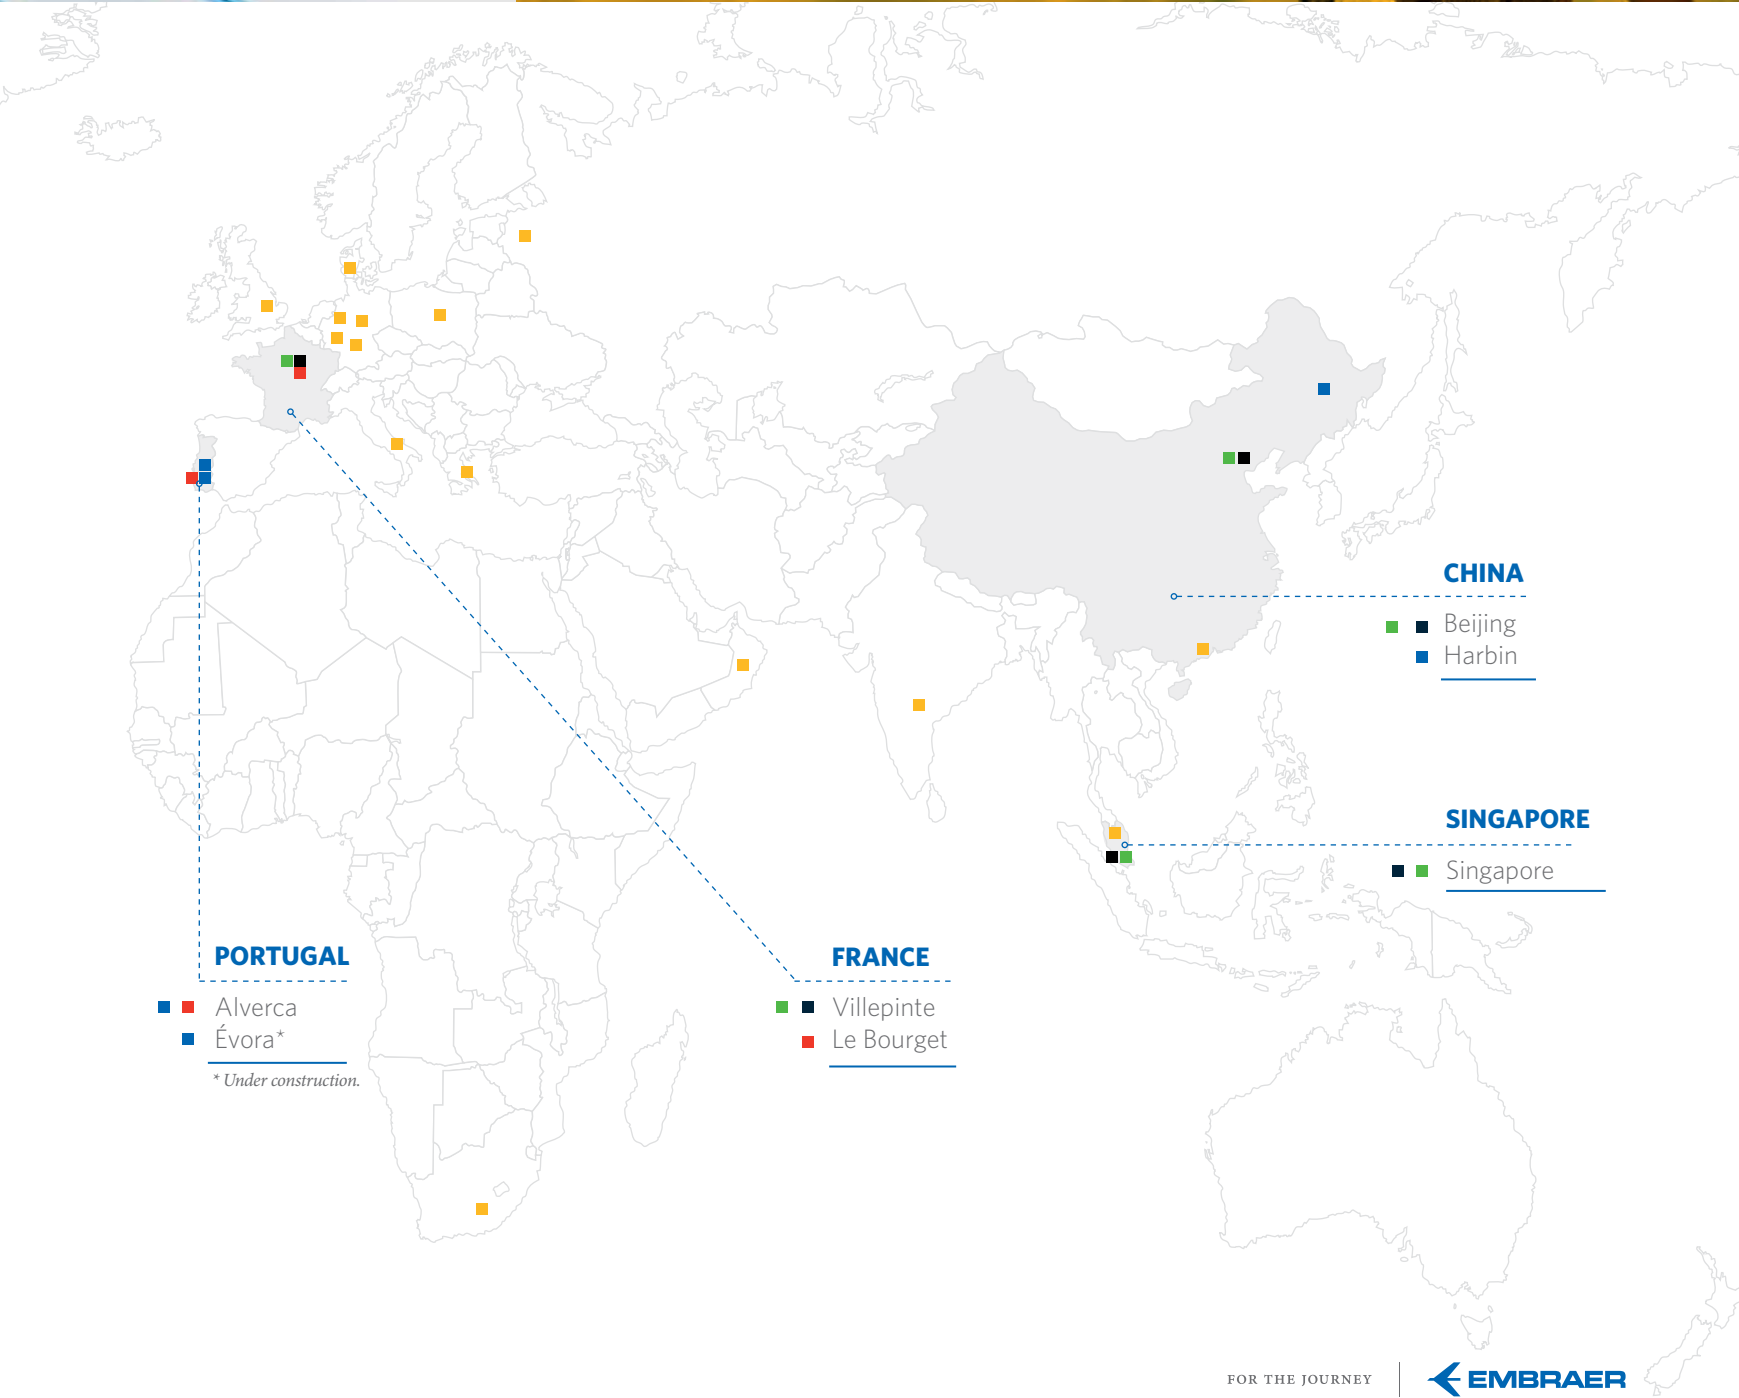 CHINA
Beijing
Harbin
SINGAPORE
Singapore
PORTUGAL
Alverca
Évora*
* Under construction.
FRANCE
Villepinte
Le Bourget
FOR THE JOURNEY
EMBRAER